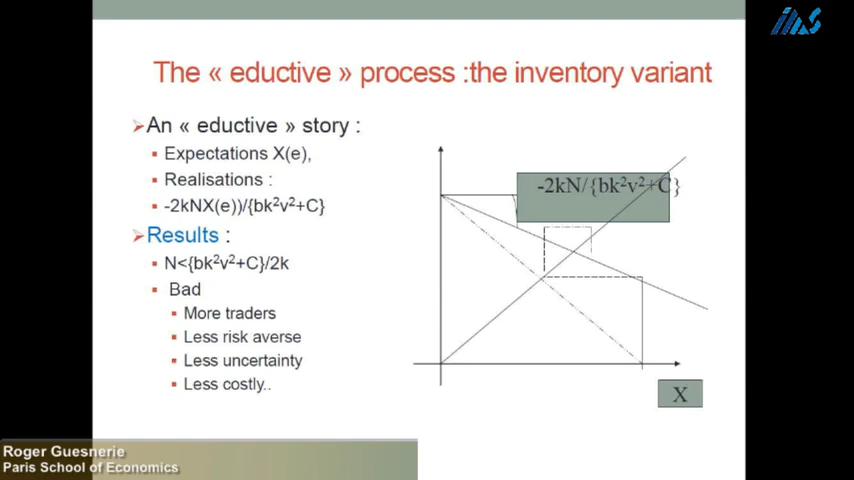 The « eductive » process :the inventory variant
An « eductive » story :
Expectations X(e),
Realisations :
-2kNX(e))/{bk²v²+C}
Results :
N<{bk²v²+C}/2k
Bad
More traders
Less risk averse
Less uncertainty
Less costly..
-2kN/{bk²v²+C}
X
Roger Guesnerie
Paris School of Economics